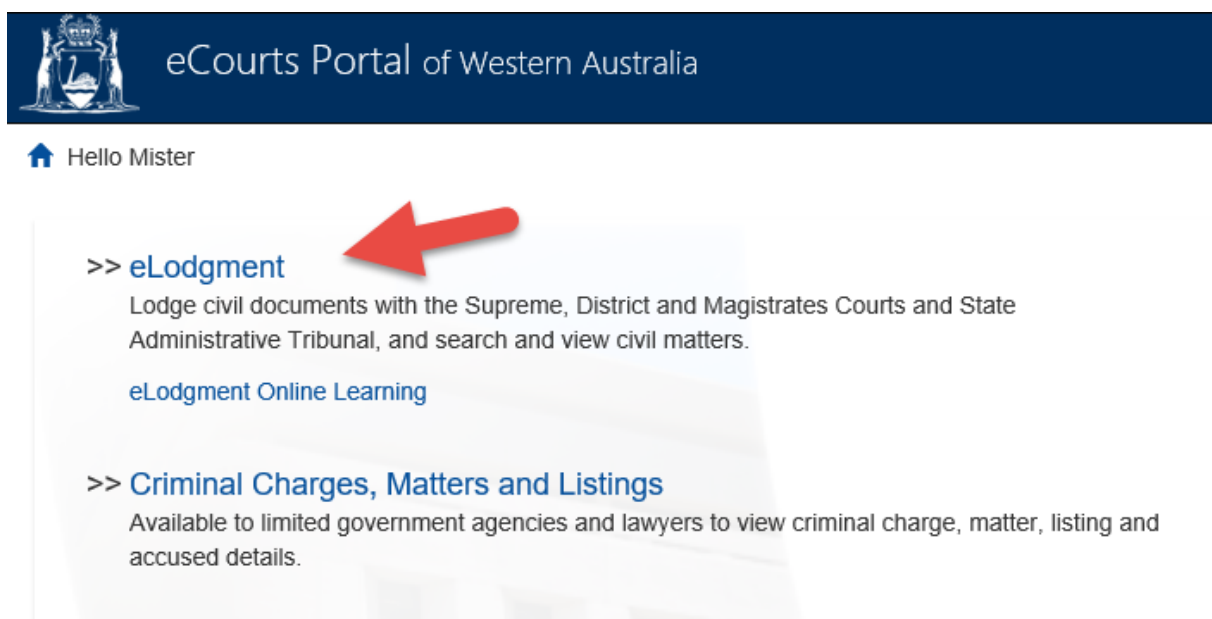 eCourts Portal of Western Australia
Hello Mister
>> eLodgment
Lodge civil documents with the Supreme, District and Magistrates Courts and State
Administrative Tribunal, and search and view civil matters.
eLodgment Online Learning
>> Criminal Charges, Matters and Listings
Available to limited government agencies and lawyers to view criminal charge, matter, listing and
accused details.